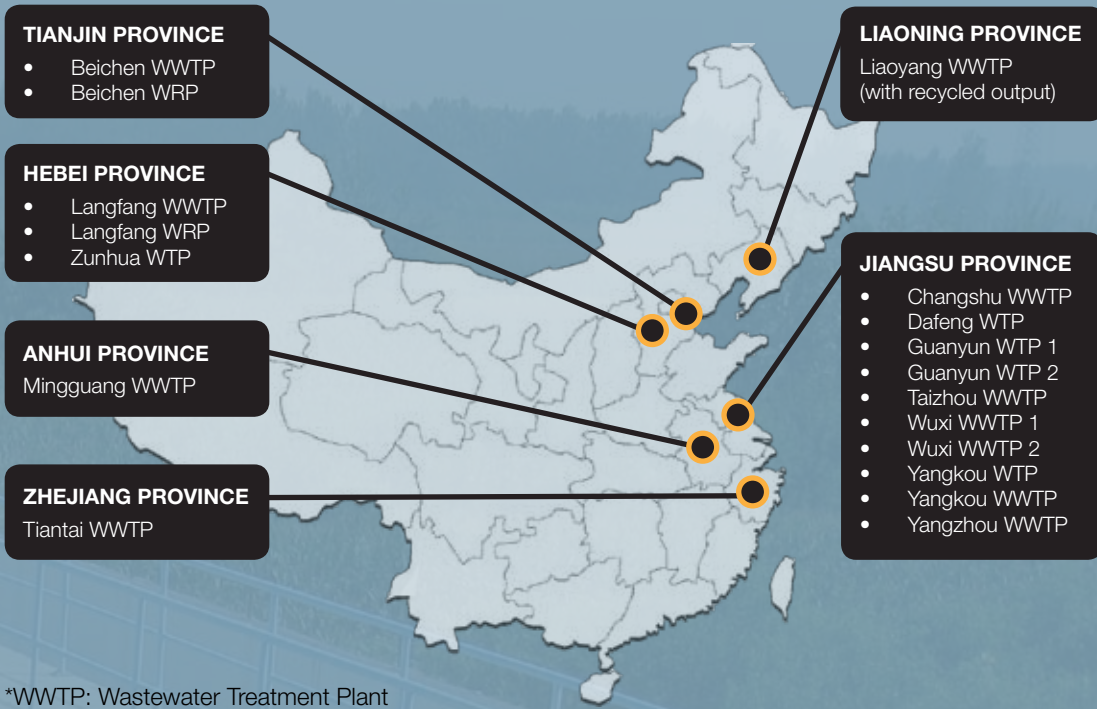 TIANJIN PROVINCE
• Beichen WWTP
• Beichen WRP
HEBEI PROVINCE
• Langfang WWTP
• Langfang WRP
• Zunhua WTP
ANHUI PROVINCE
Mingguang WWTP
ZHEJIANG PROVINCE
Tiantai WWTP
LIAONING PROVINCE
Liaoyang WWTP
(with recycled output)
JIANGSU PROVINCE
• Changshu WWTP
• Dafeng WTP
• Guanyun WTP 1
• Guanyun WTP 2
• Taizhou WWTP
• Wuxi WWTP 1
• Wuxi WWTP 2
• Yangkou WTP
• Yangkou WWTP
• Yangzhou WWTP
*WWTP: Wastewater Treatment Plant